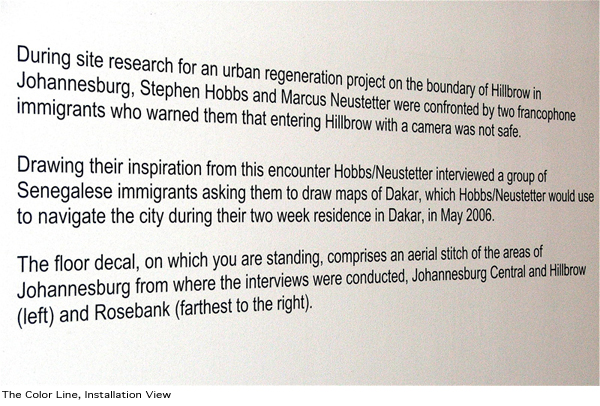 During site research for an urban regeneration project on the boundary of Hillbrow in
Johannesburg, Stephen Hobbs and Marcus Neustetter were confronted by two francophone
immigrants who warned them that entering Hillbrow with a camera was not safe.
Drawing their inspiration from this encounter Hobbs/Neustetter interviewed a group of
Senegalese immigrants asking them to draw maps of Dakar, which Hobbs/Neustetter would use
to navigate the city during their two week residence in Dakar, in May 2006.
The floor decal, on which you are standing, comprises an aerial stitch of the areas of
Johannesburg from where the interviews were conducted, Johannesburg Central and Hillbrow
(left) and Rosebank (farthest to the right).
The Color Line, Installation View